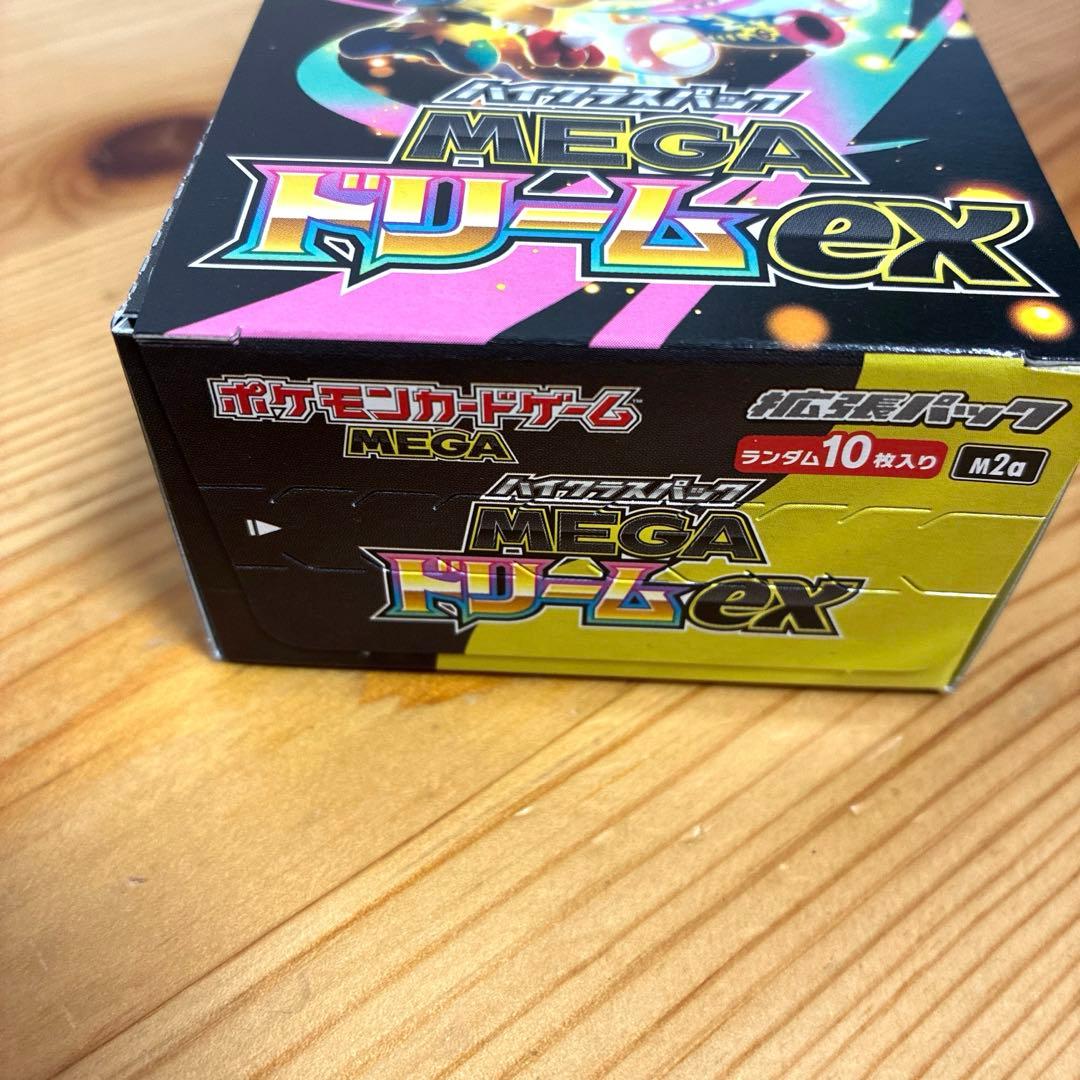 ハイクラスパック
MEGA
ドリームex
ポケモンカードゲーム
MEGA
拡張パック
ランダム10枚入り
M2a
ハイクラスパック
MEGA
ドリームex